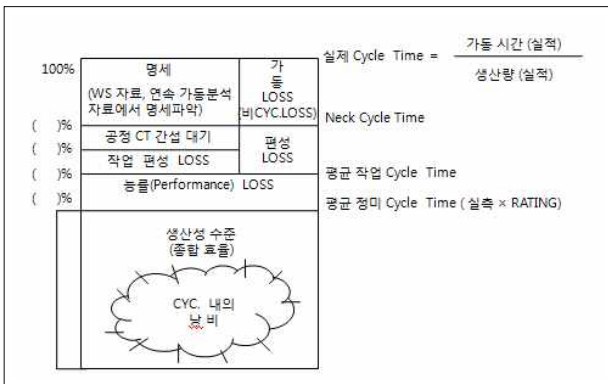 실제 Cycle Time =
가동 시간 (실적)
생산량 (실적)
100%
명세
(WS 자료, 연속 가동분석
자료에서 명세파악)
가
동
LOSS
(비CYC.LOSS)
Neck Cycle Time
( )%
공정 CT 간섭 대기
편성
LOSS
( )%
작업 편성 LOSS
( )%
평균 작업 Cycle Time
능률(Performance) LOSS
( )%
평균 정미 Cycle Time ( 실측 × RATING)
생산성 수준
(종합 효율)
CYC. 내의
낭 비